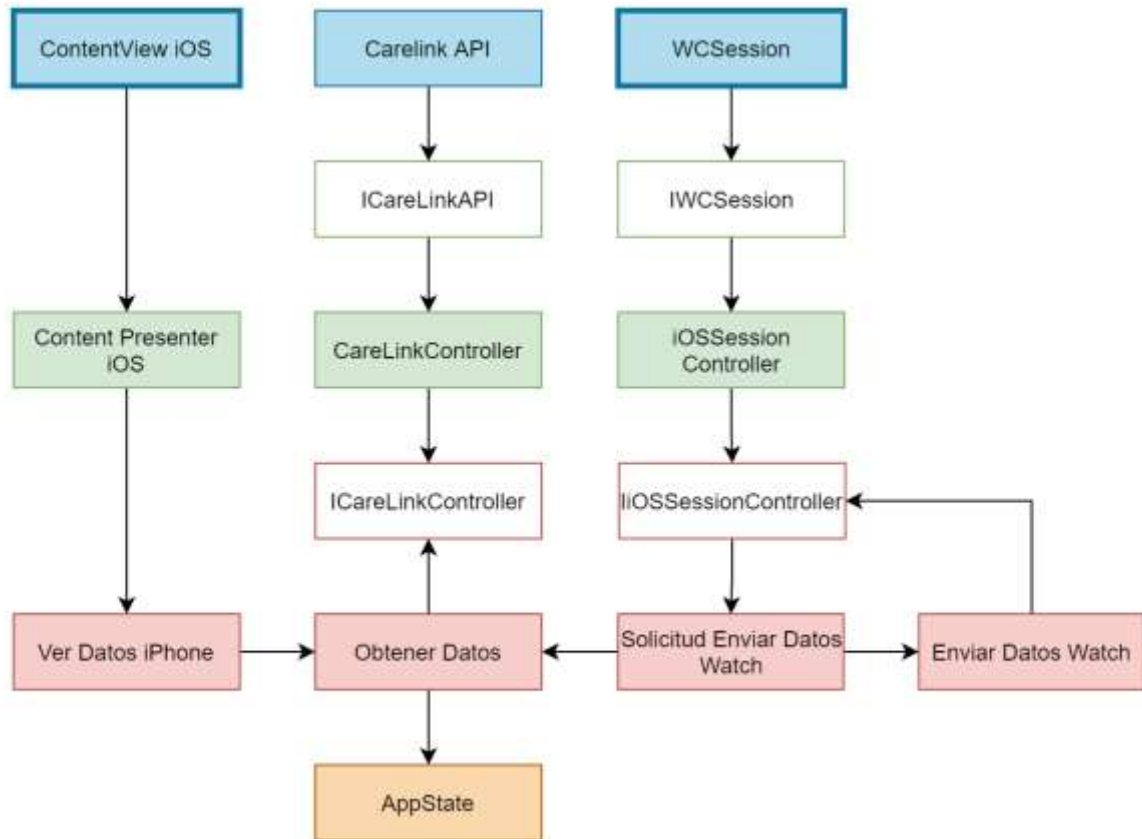 ContentView iOS
Carelink API
WCSession
ICareLinkAPI
IWCSession
Content Presenter
iOS
CareLinkController
iOSSession
Controller
ICareLinkController
IiOSSessionController
Ver Datos iPhone
Obtener Datos
Solicitud Enviar Datos
Watch
Enviar Datos Watch
AppState